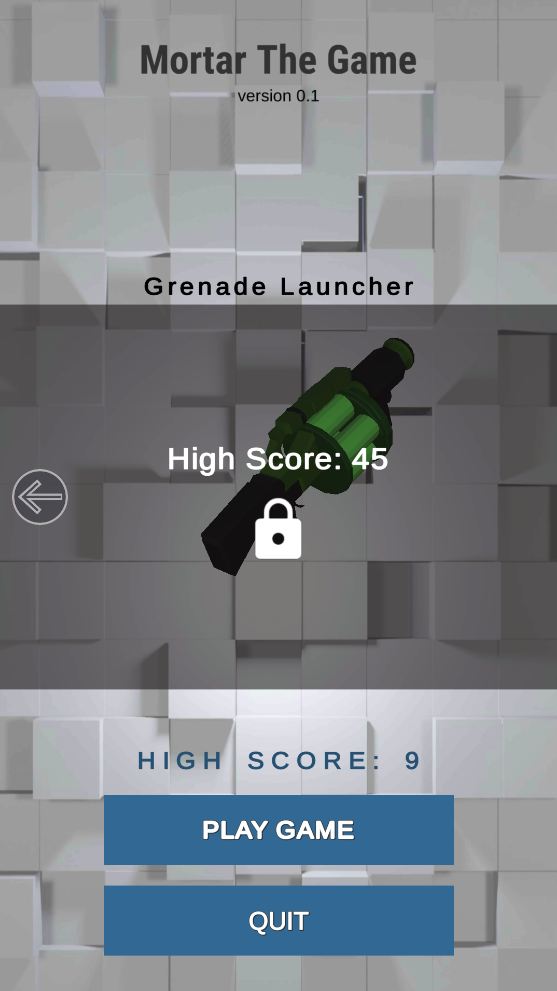 Mortar The Game
version 0.1
Grenade Launcher
High Score: 45
HIGH SCORE: 9
PLAY GAME
QUIT